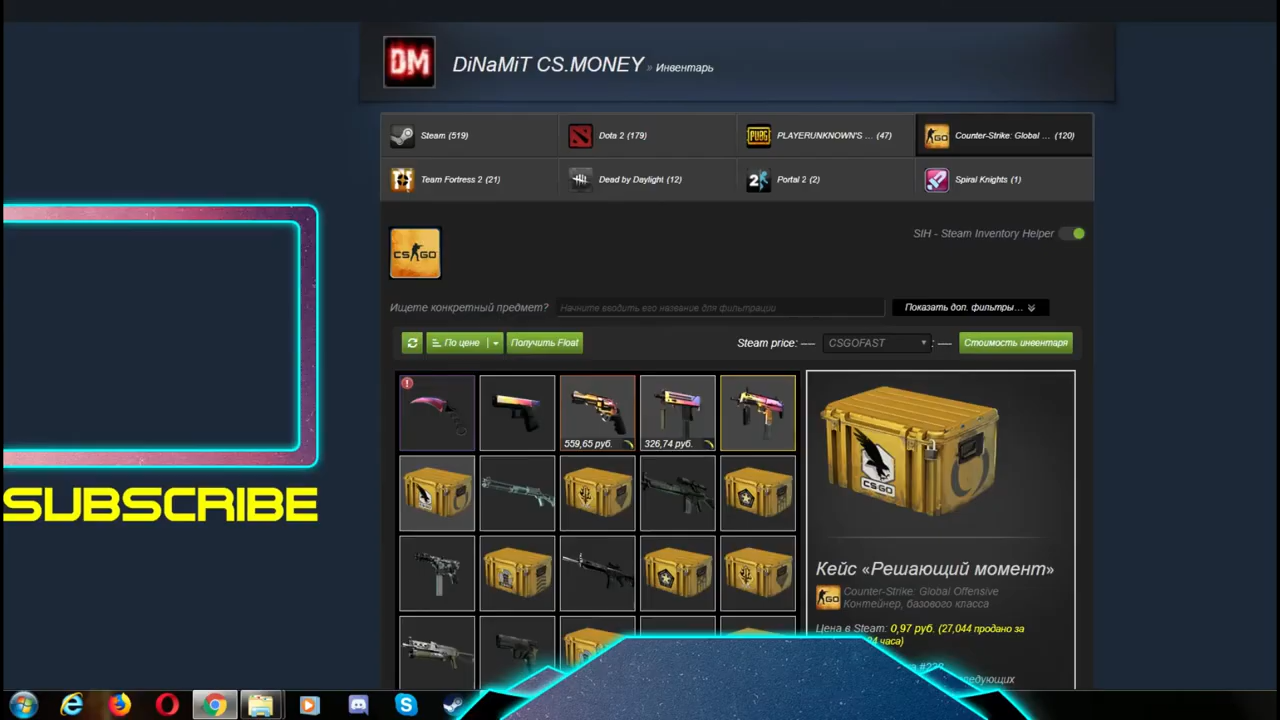 DM
DiNaMiT CS.MONEY » Инвентарь
Steam (519)
Dota 2 (179)
PUBG
PLAYERUNKNOWN'S ... (47)
Counter-Strike: Global ... (120)
Team Fortress 2 (21)
Dead by Daylight (12)
Portal 2 (2)
Spiral Knights (1)
CS GO
SIH - Steam Inventory Helper
Ищете конкретный предмет?
Начните вводить его название для фильтрации
Показать доп. фильтры...
По цене
Получить Float
Steam price: ----
CSGOFAST
: ----
Стоимость инвентаря
559,65 руб.
326,74 руб.
CSGO
SUBSCRIBE
Кейс «Решающий момент»
Counter-Strike: Global Offensive
Контейнер, базового класса
Цена в Steam: 0,97 руб. (27,044 продано за
часа)